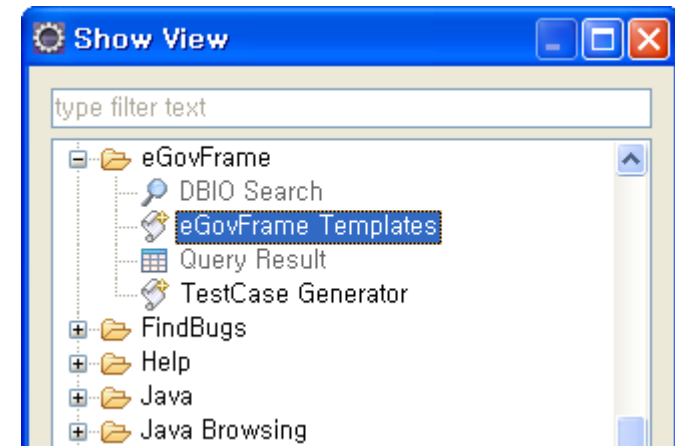 Show View
type filter text
eGovFrame
DBIO Search
eGovFrame Templates
Query Result
TestCase Generator
FindBugs
Help
Java
Java Browsing